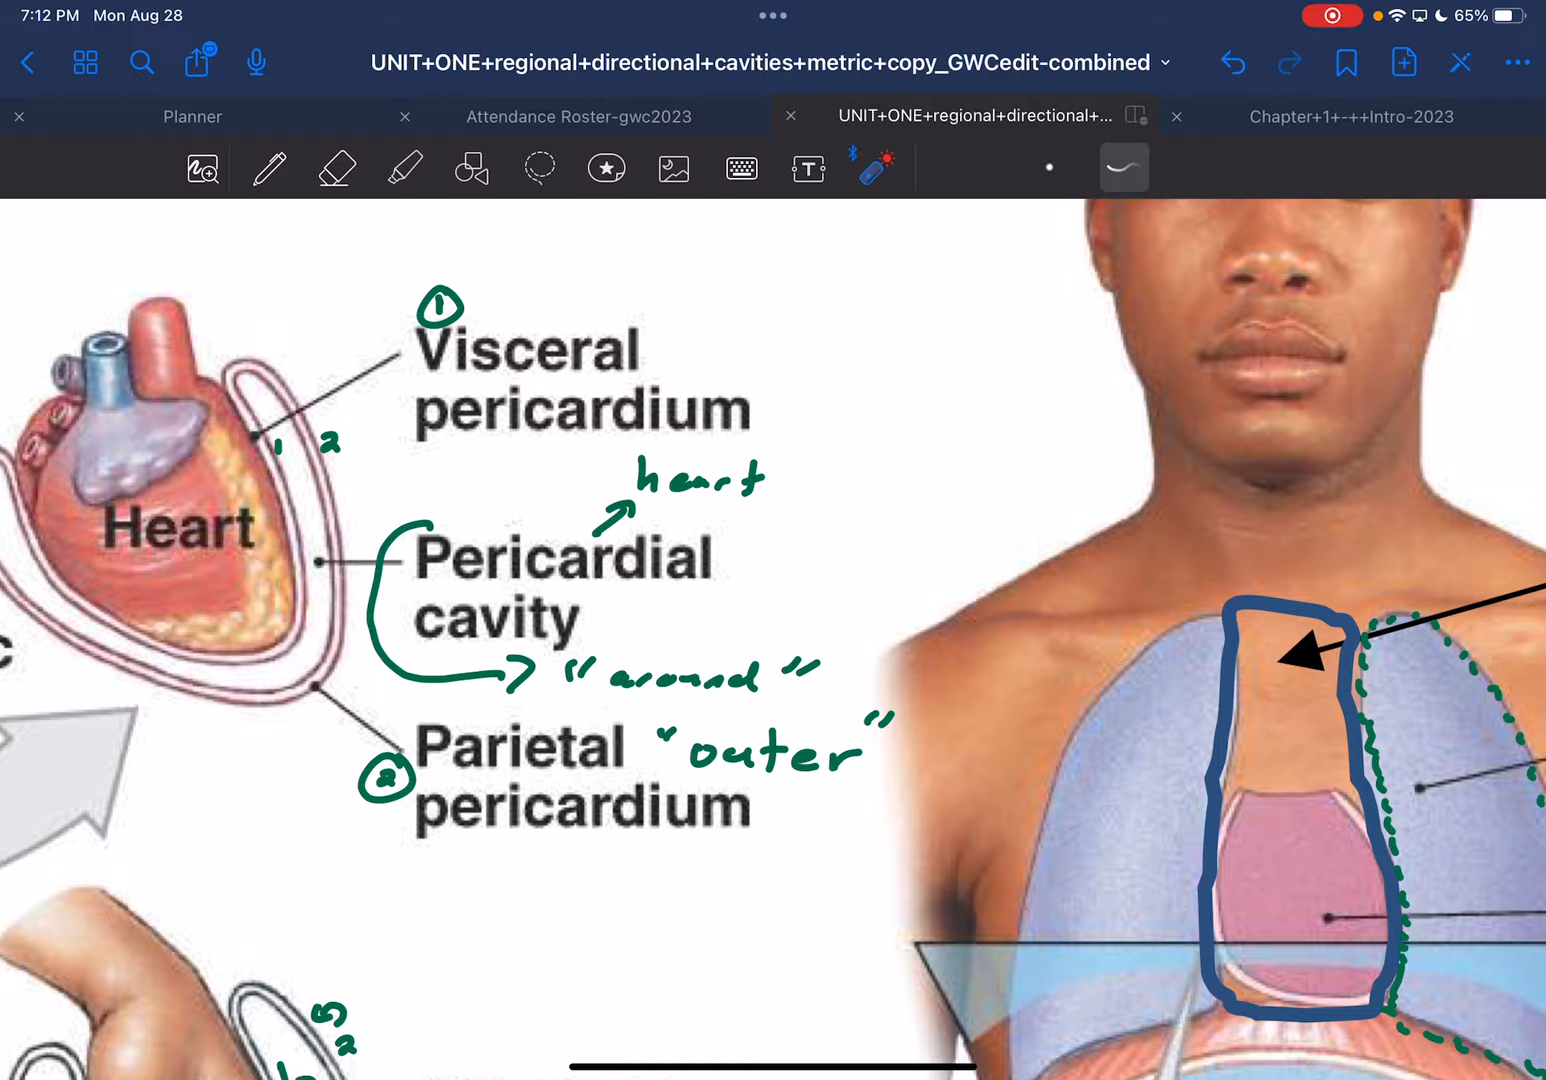 7:12 PM Mon Aug 28
65%
UNIT+ONE+regional+directional+cavities+metric+copy_GWCedit-combined
Planner
Attendance Roster-gwc2023
UNIT+ONE+regional+directional+...
Chapter+1+-++Intro-2023
T
1
Visceral
pericardium
1 2
heart
Heart
Pericardial
cavity
"around"
Parietal "outer"
2
pericardium
2